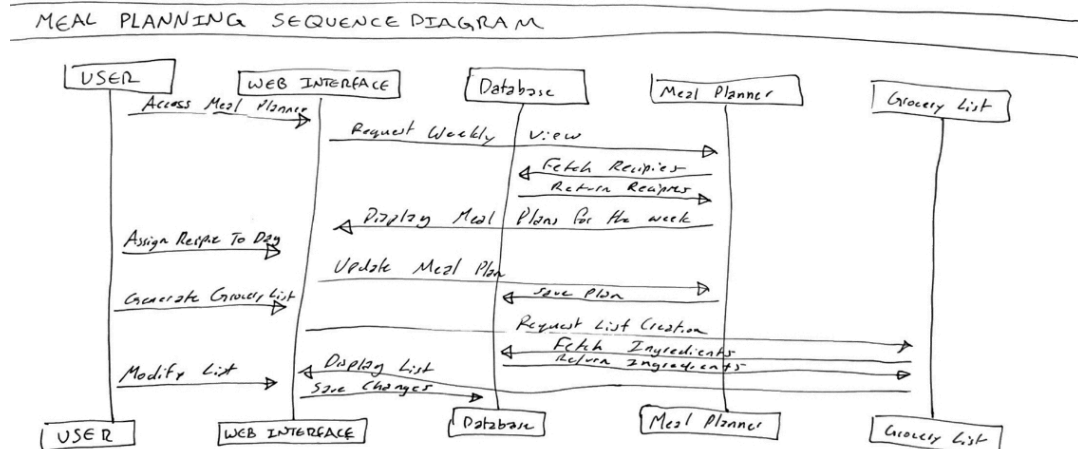 MEAL PLANNING SEQUENCE DIAGRAM
USER
WEB INTERFACE
Database
Meal Planner
Grocery List
Access Meal Planner
Request Weekly View
Fetch Recipies
Return Recipies
Display Meal Plans for the week
Assign Recipie To Day
Update Meal Plan
Save Plan
Generate Grocery List
Request List Creation
Fetch Ingredients
Return Ingredients
Display List
Modify List
Save Changes
USER
WEB INTERFACE
Database
Meal Planner
Grocery List